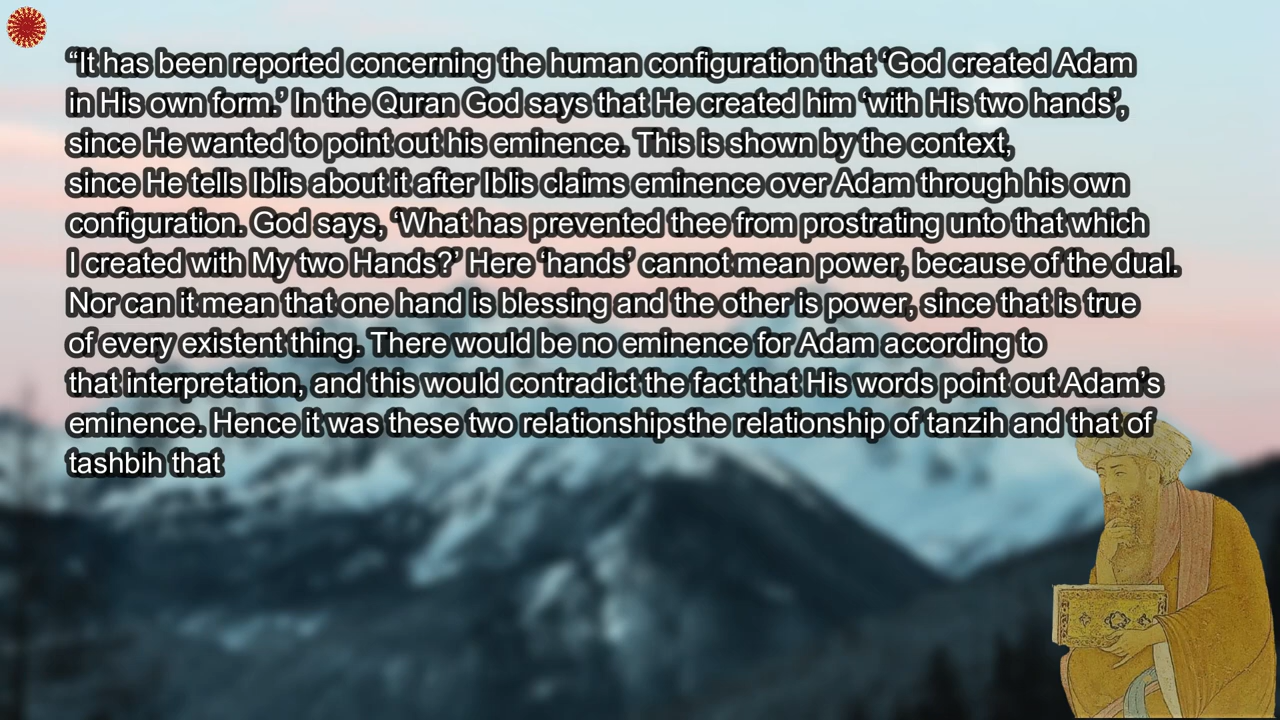 “It has been reported concerning the human configuration that ‘God created Adam
in His own form.’ In the Quran God says that He created him ‘with His two hands’,
since He wanted to point out his eminence. This is shown by the context,
since He tells Iblis about it after Iblis claims eminence over Adam through his own
configuration. God says, ‘What has prevented thee from prostrating unto that which
I created with My two Hands?’ Here ‘hands’ cannot mean power, because of the dual.
Nor can it mean that one hand is blessing and the other is power, since that is true
of every existent thing. There would be no eminence for Adam according to
that interpretation, and this would contradict the fact that His words point out Adam’s
eminence. Hence it was these two relationshipsthe relationship of tanzih and that of
tashbih that